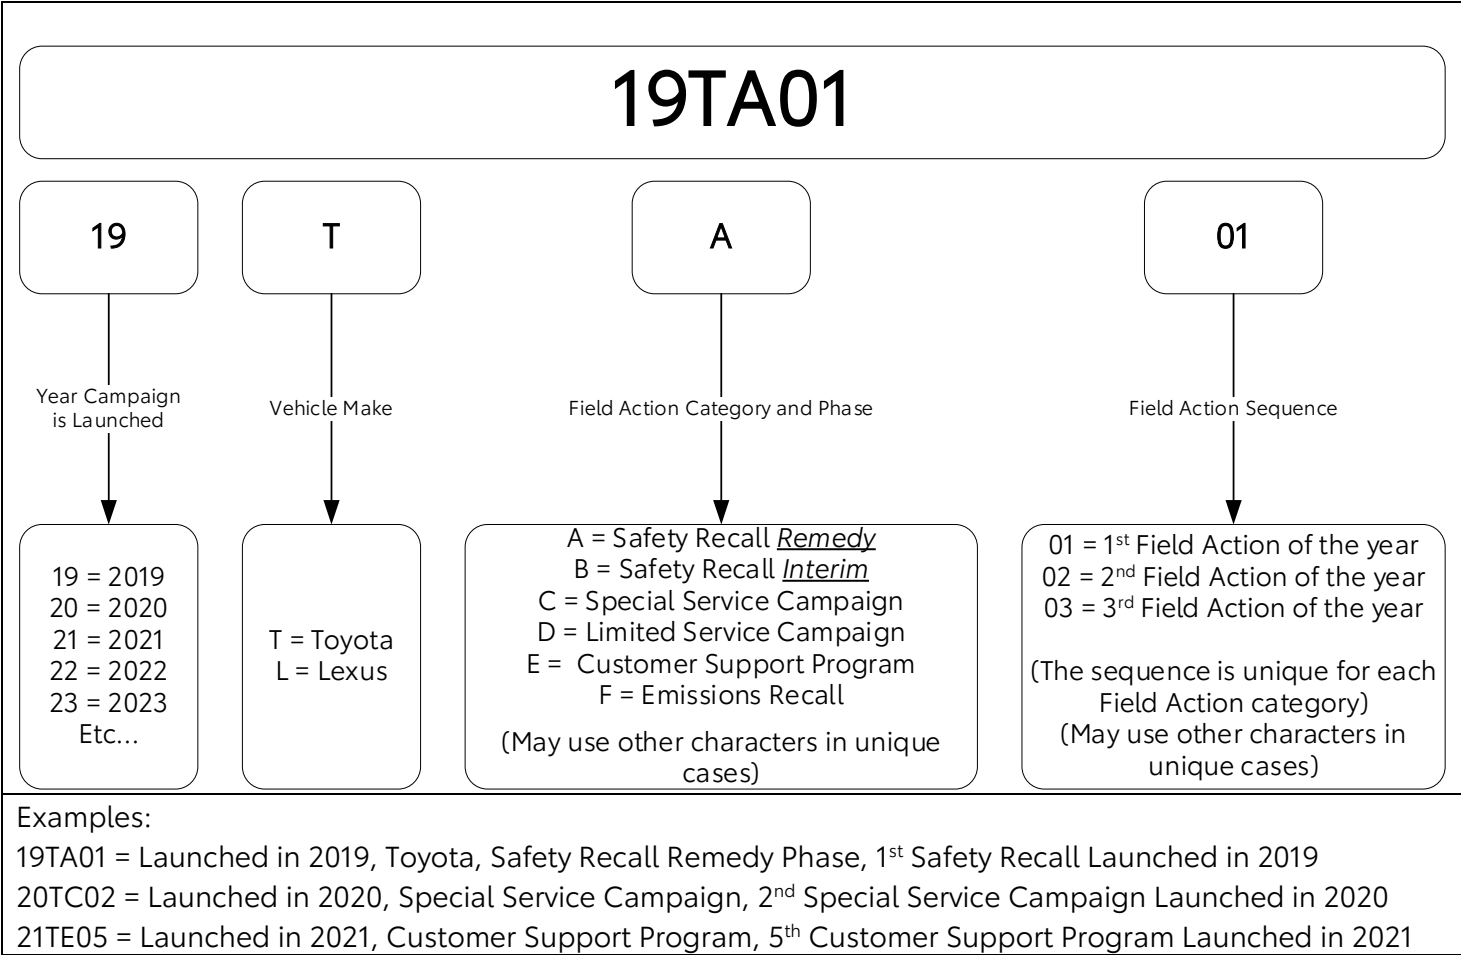 19TA01
19
T
A
01
Year Campaign
is Launched
Vehicle Make
Field Action Category and Phase
Field Action Sequence
19 = 2019
20 = 2020
21 = 2021
22 = 2022
23 = 2023
Etc...
T = Toyota
L = Lexus
A = Safety Recall Remedy
B = Safety Recall Interim
C = Special Service Campaign
D = Limited Service Campaign
E =  Customer Support Program
F = Emissions Recall
(May use other characters in unique
cases)
01 = 1st Field Action of the year
02 = 2nd Field Action of the year
03 = 3rd Field Action of the year
(The sequence is unique for each
Field Action category)
(May use other characters in
unique cases)
Examples:
19TA01 = Launched in 2019, Toyota, Safety Recall Remedy Phase, 1st Safety Recall Launched in 2019
20TC02 = Launched in 2020, Special Service Campaign, 2nd Special Service Campaign Launched in 2020
21TE05 = Launched in 2021, Customer Support Program, 5th Customer Support Program Launched in 2021